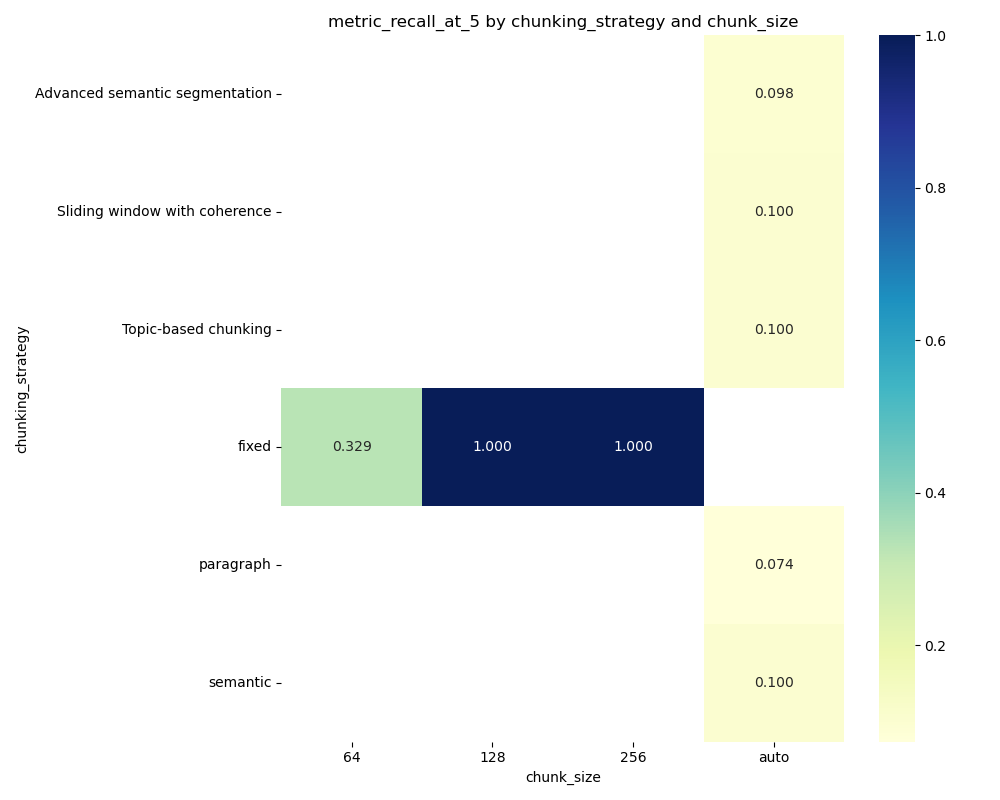 metric_recall_at_5 by chunking_strategy and chunk_size
1.0
Advanced semantic segmentation
0.098
0.8
Sliding window with coherence
0.100
Topic-based chunking
0.100
0.6
chunking_strategy
fixed
0.329
1.000
1.000
0.4
paragraph
0.074
0.2
semantic
0.100
64
128
256
auto
chunk_size